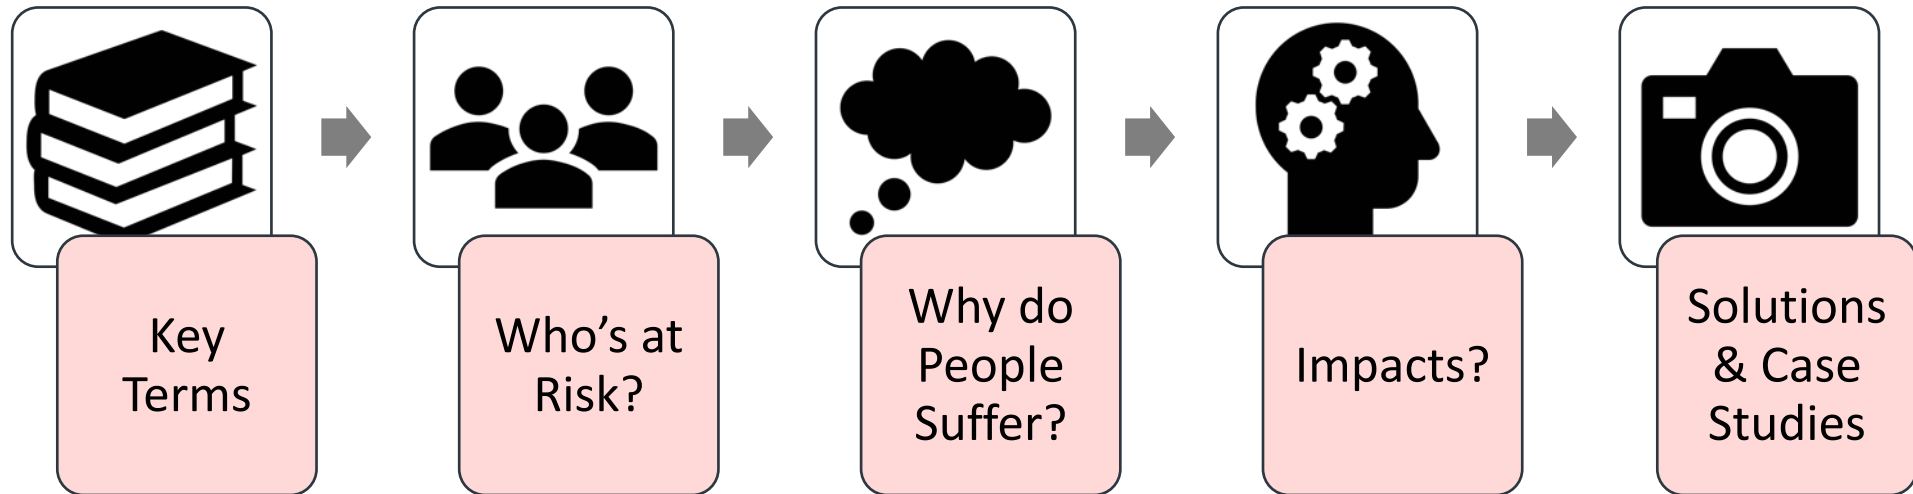 Key
Terms
Who’s at
Risk?
Why do
People
Suffer?
Impacts?
Solutions
& Case
Studies